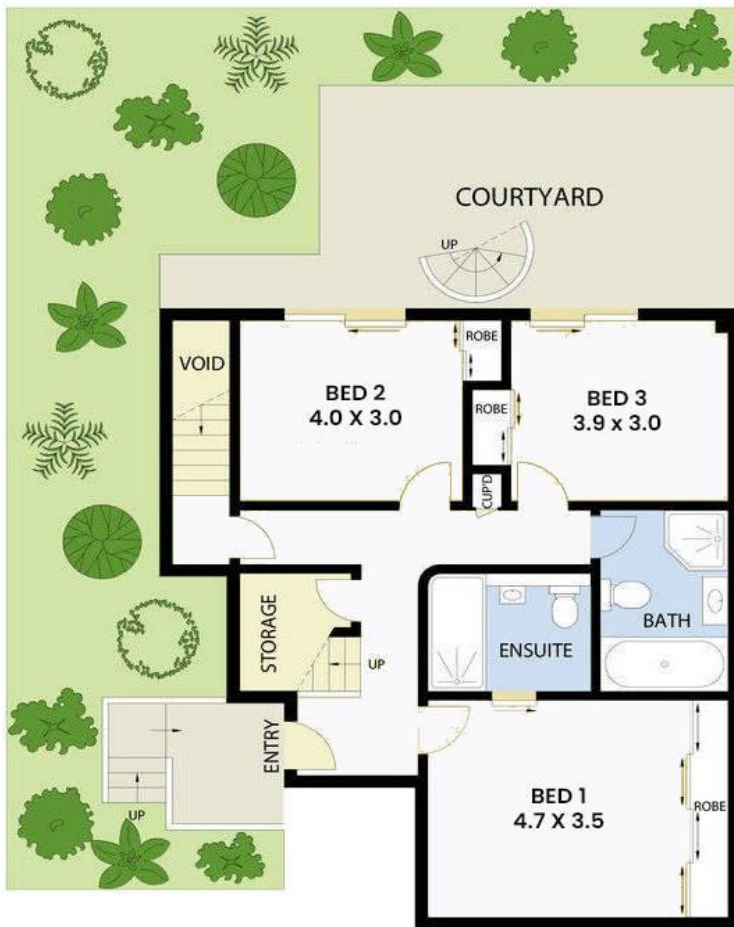 COURTYARD
UP
VOID
ROBE
BED 2
4.0 X 3.0
BED 3
3.9 x 3.0
ROBE
CUP'D
STORAGE
UP
ENSUITE
BATH
ENTRY
UP
BED 1
4.7 X 3.5
ROBE